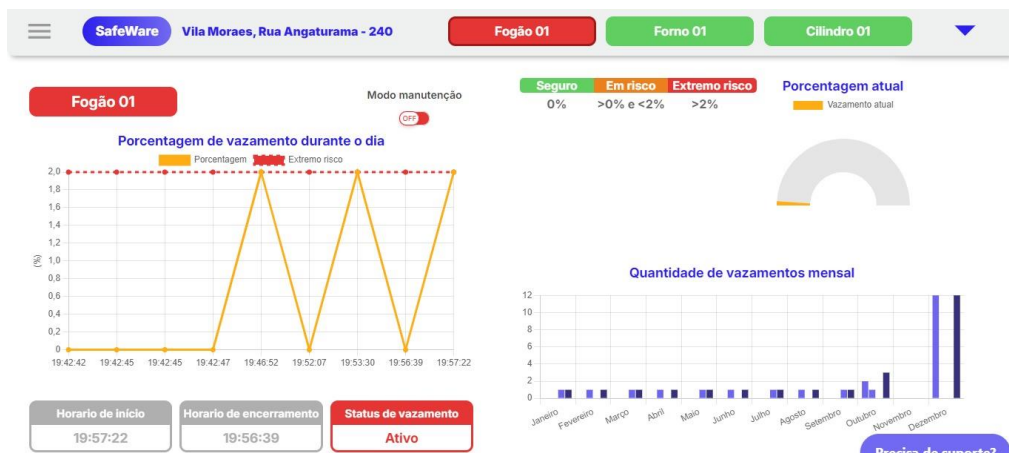 SafeWare Vila Moraes, Rua Angaturama - 240 Fogão 01 Forno 01 Cilindro 01
Fogão 01
Modo manutenção
OFF
Porcentagem de vazamento durante o dia
Porcentagem Extremo risco
2,0
1,8
1,6
1,4
1,2
1,0
0,8
0,6
0,4
0,2
0
(%)
19:42:42 19:42:45 19:42:45 19:42:47 19:46:52 19:52:07 19:53:30 19:56:39 19:57:22
Horario de início
19:57:22
Horario de encerramento
19:56:39
Status de vazamento
Ativo
Seguro Em risco Extremo risco
0% >0% e <2% >2%
Porcentagem atual
Vazamento atual
Quantidade de vazamentos mensal
12
10
8
6
4
2
0
Janeiro Fevereiro Março Abril Maio Junho Julho Agosto Setembro Outubro Novembro Dezembro
Precisa de suporte?